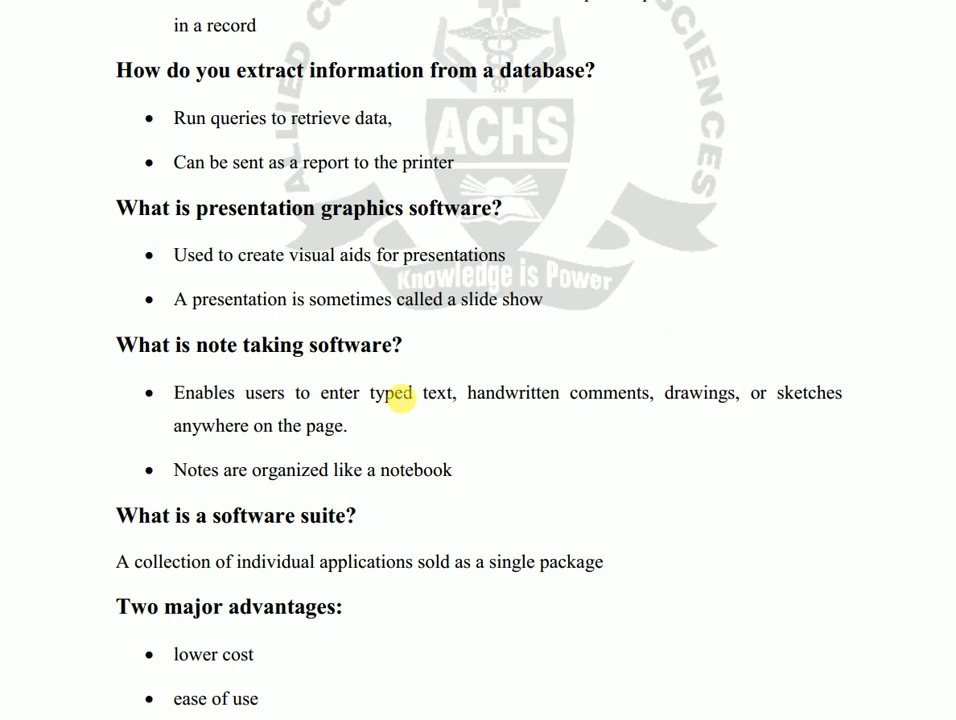 in a record
How do you extract information from a database?
• Run queries to retrieve data,
• Can be sent as a report to the printer
What is presentation graphics software?
• Used to create visual aids for presentations
• A presentation is sometimes called a slide show
What is note taking software?
• Enables users to enter typed text, handwritten comments, drawings, or sketches
anywhere on the page.
• Notes are organized like a notebook
What is a software suite?
A collection of individual applications sold as a single package
Two major advantages:
• lower cost
• ease of use
ALLIED
SCIENCES
ACHS
Knowledge is Power